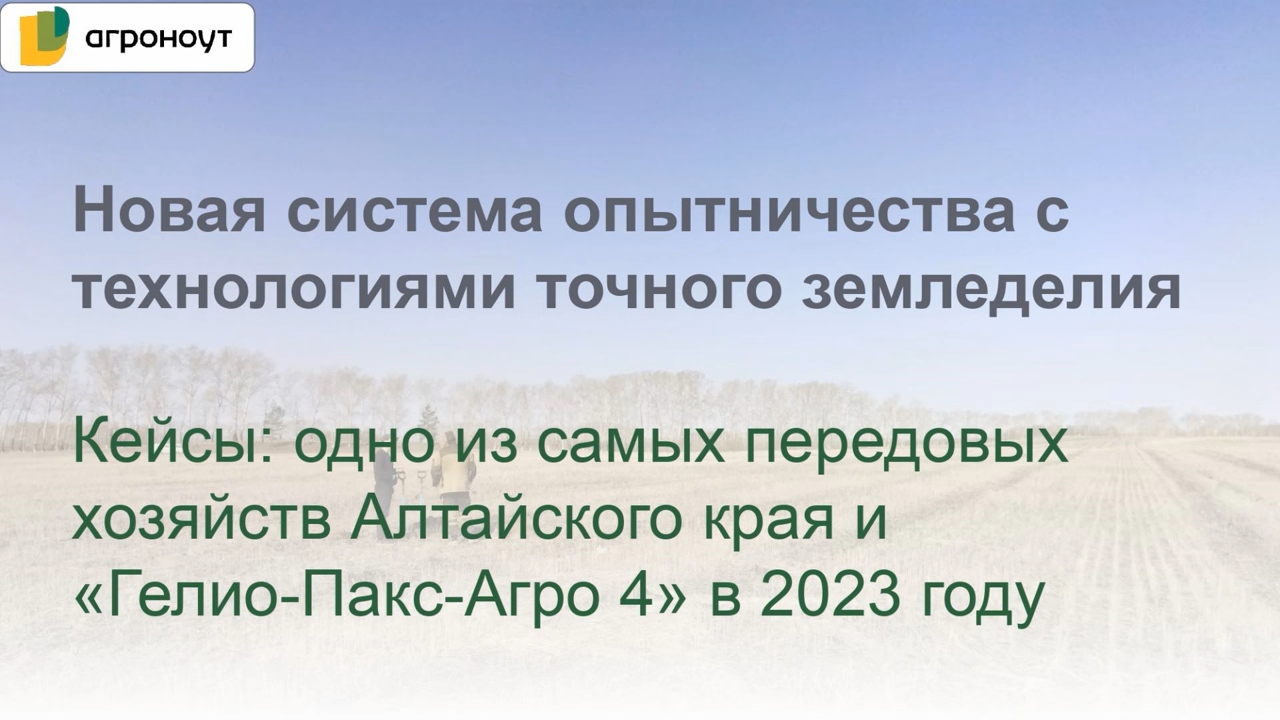 агроноут
Новая система опытничества с
технологиями точного земледелия
Кейсы: одно из самых передовых
хозяйств Алтайского края и
«Гелио-Пакс-Агро 4» в 2023 году